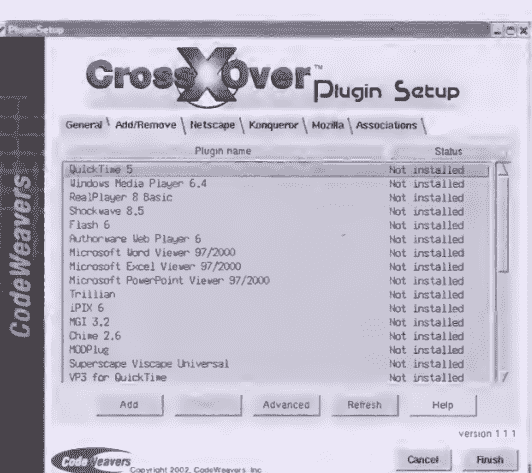 PluginSetup
CrossOver™
Plugin Setup
General Add/Remove Netscape Konqueror Mozilla Associations
CodeWeavers
Plugin name Status
QuickTime 5 Not installed
Windows Media Player 6.4 Not installed
RealPlayer 8 Basic Not installed
Shockwave 8.5 Not installed
Flash 6 Not installed
Authorware Web Player 6 Not installed
Microsoft Word Viewer 97/2000 Not installed
Microsoft Excel Viewer 97/2000 Not installed
Microsoft PowerPoint Viewer 97/2000 Not installed
Trillian Not installed
iPIX 6 Not installed
MGI 3.2 Not installed
Chime 2.6 Not installed
MODPlug Not installed
Superscape Viscape Universal Not installed
VP3 for QuickTime Not installed
Add Advanced Refresh Help
version 1 1 1
CodeWeavers
Copyright 2002, CodeWeavers, Inc
Cancel Finish